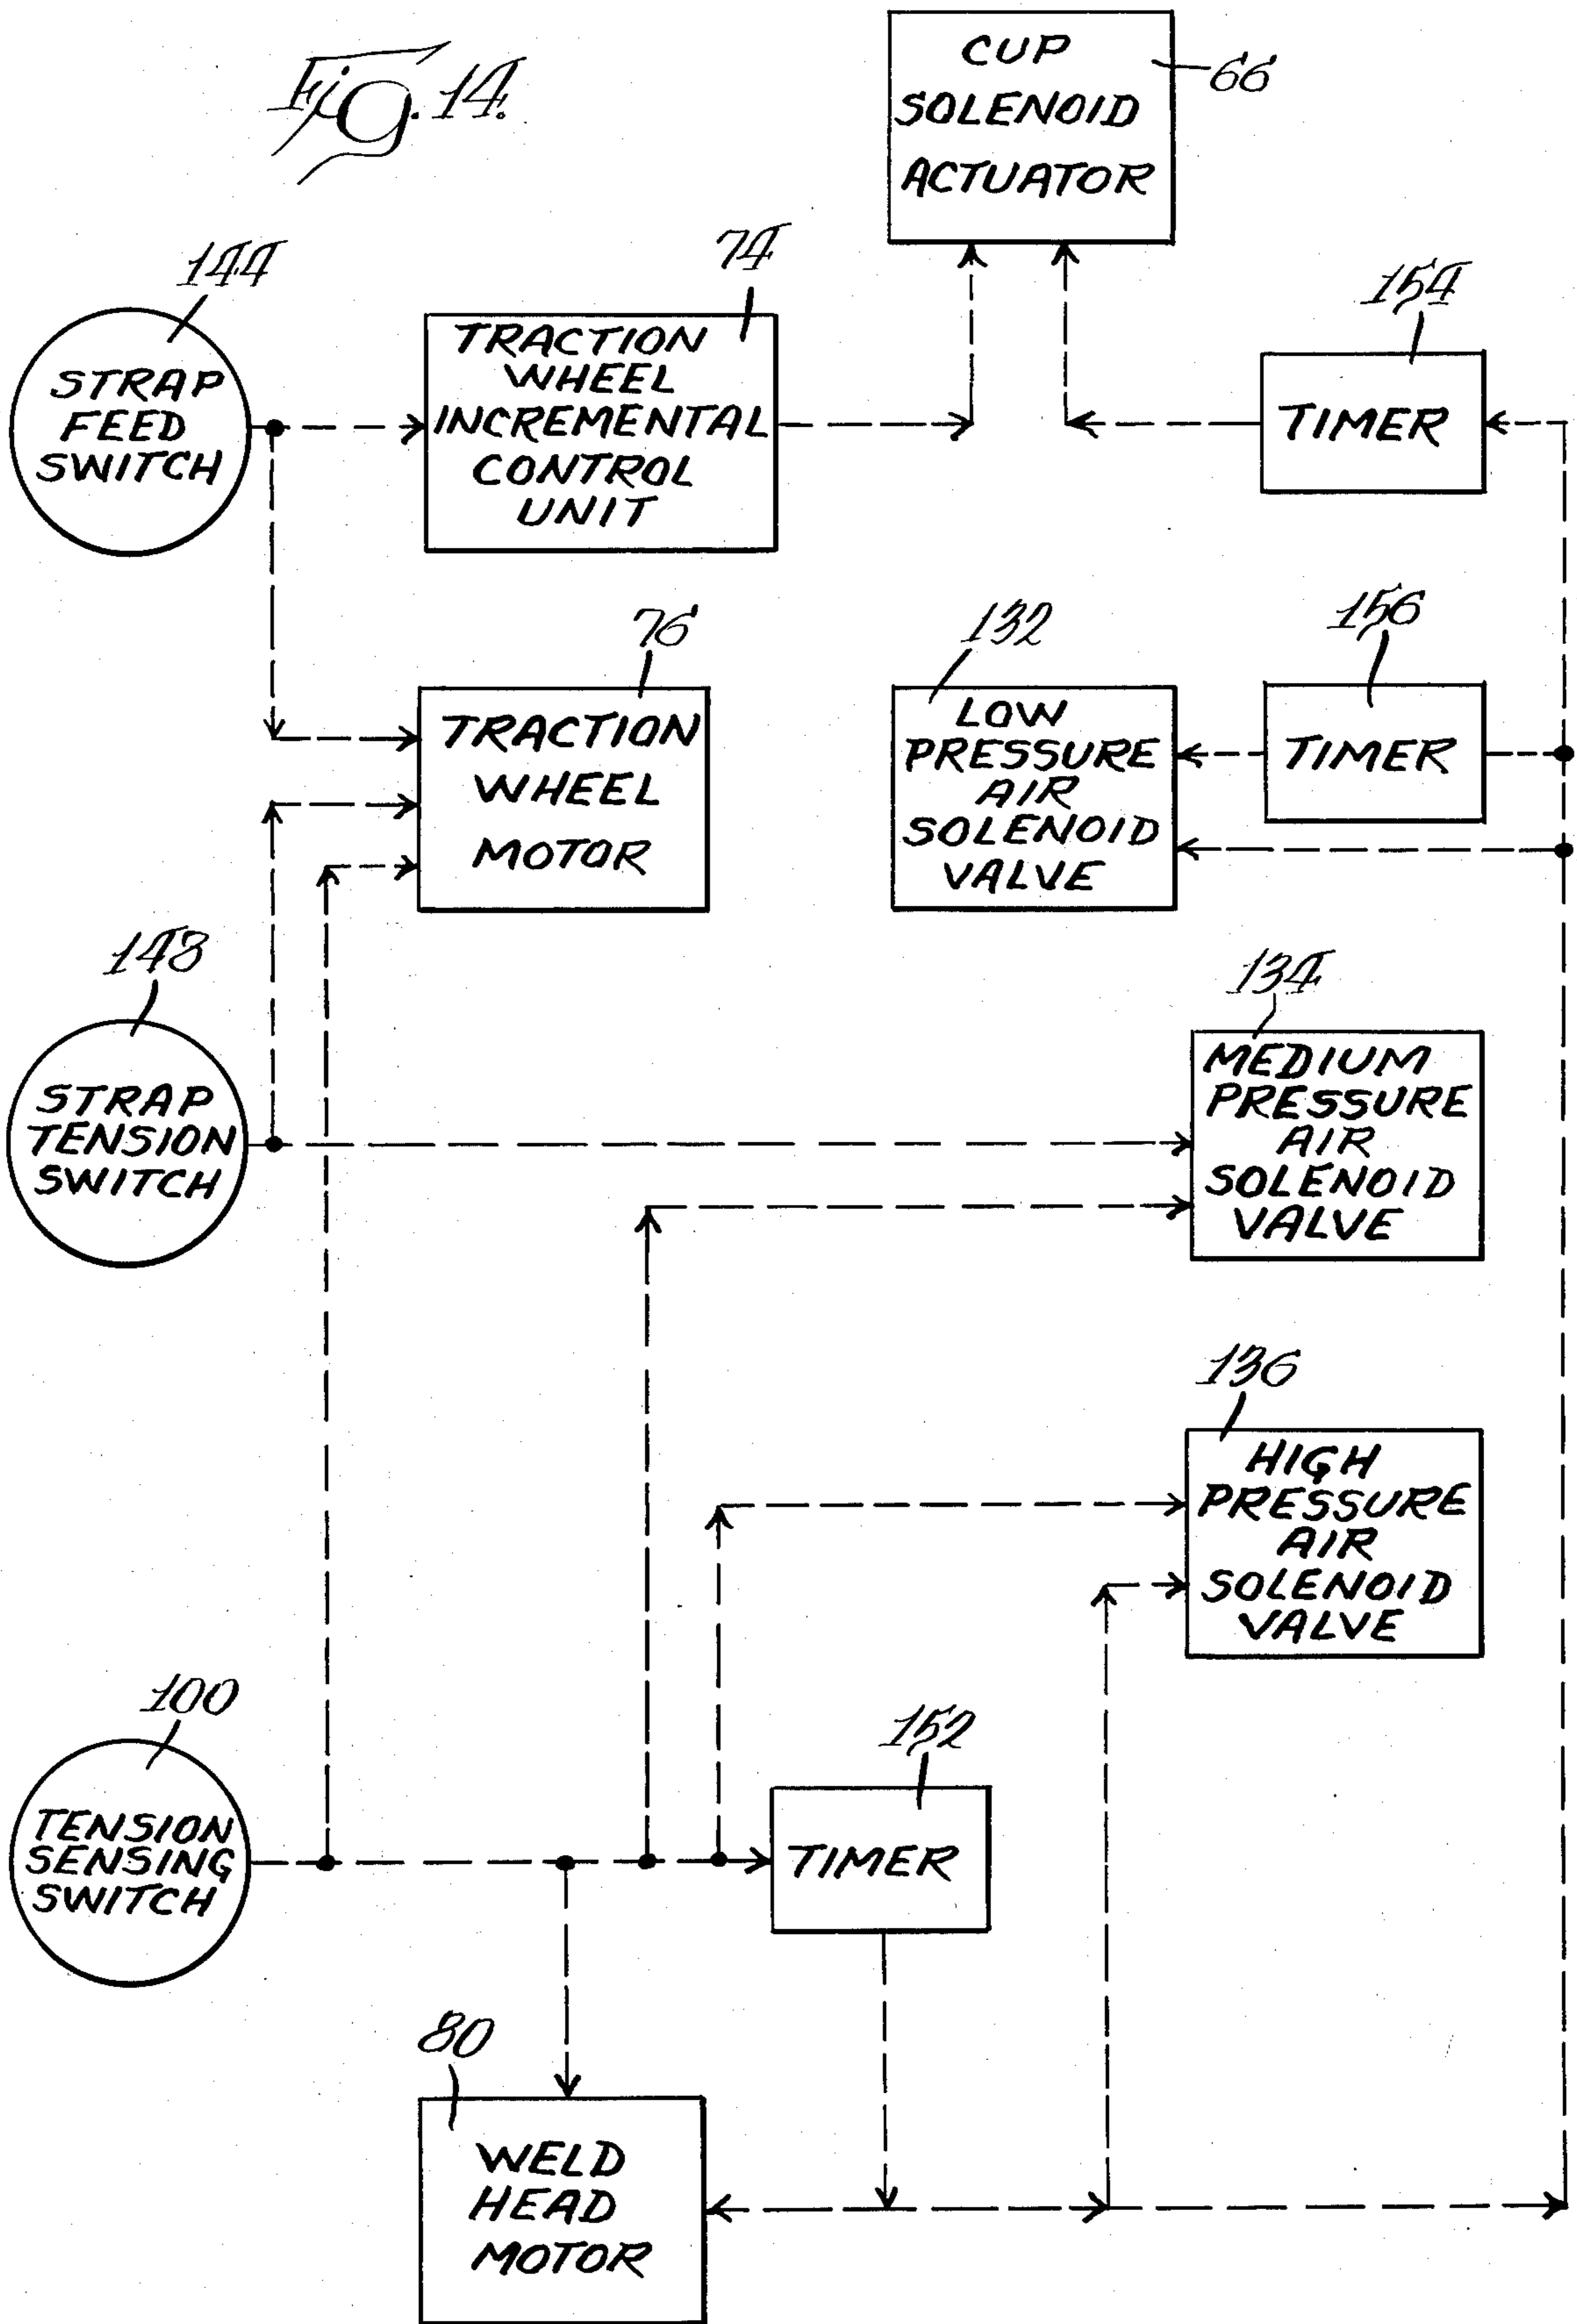 Fig. 14.
CUP
SOLENOID
ACTUATOR
66
144
STRAP
FEED
SWITCH
74
TRACTION
WHEEL
INCREMENTAL
CONTROL
UNIT
154
TIMER
76
TRACTION
WHEEL
MOTOR
132
LOW
PRESSURE
AIR
SOLENOID
VALVE
156
TIMER
148
STRAP
TENSION
SWITCH
134
MEDIUM
PRESSURE
AIR
SOLENOID
VALVE
136
HIGH
PRESSURE
AIR
SOLENOID
VALVE
100
TENSION
SENSING
SWITCH
152
TIMER
80
WELD
HEAD
MOTOR